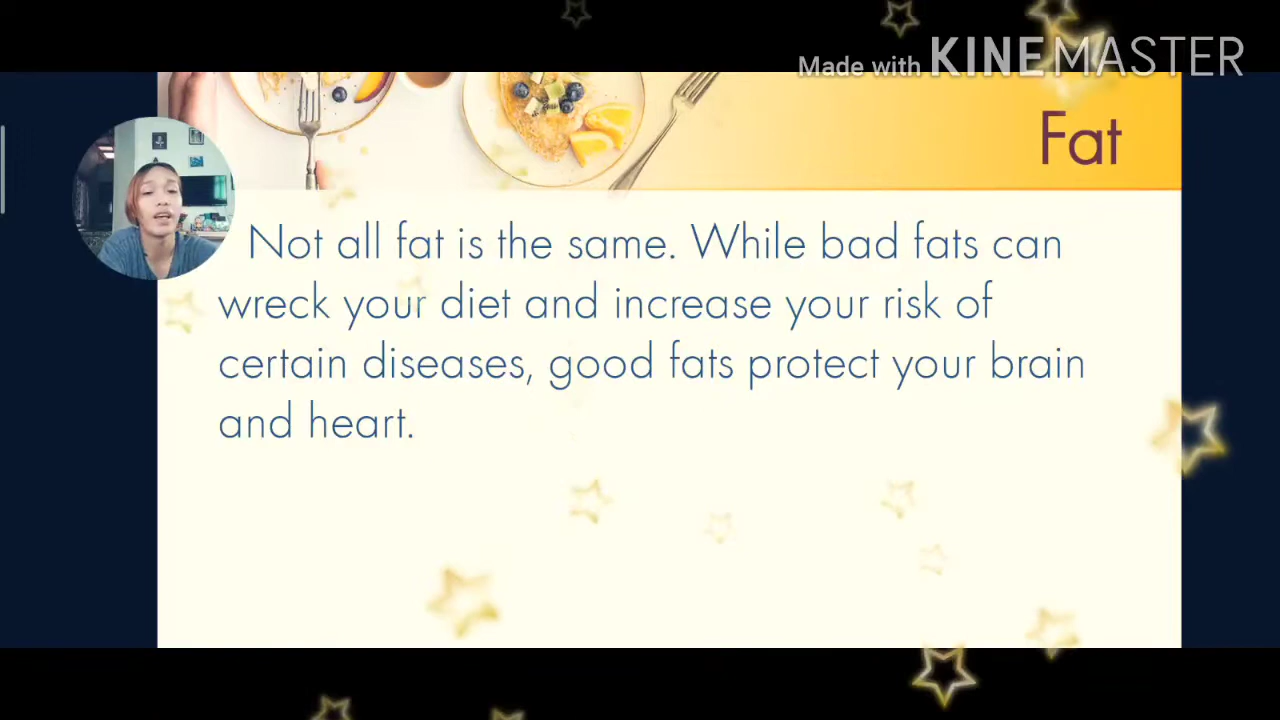 Made with KINEMASTER
Fat
Not all fat is the same. While bad fats can
wreck your diet and increase your risk of
certain diseases, good fats protect your brain
and heart.